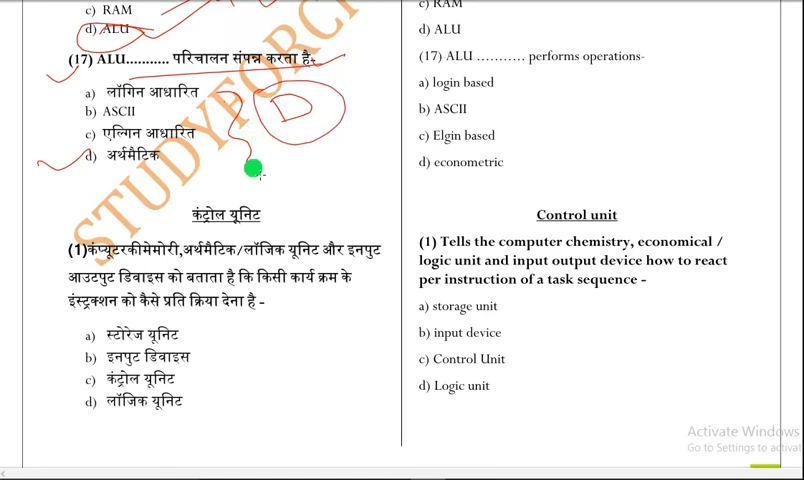 c) RAM
d) ALU
(17) ALU........... परिचालन संपन्न करता है-
a) लॉगिन आधारित
b) ASCII
c) एल्गिन आधारित
d) अर्थमैटिक
D
STUDYFORCE
कंट्रोल यूनिट
(1)कंप्यूटरकीमेमोरी,अर्थमैटिक/लॉजिक यूनिट और इनपुट
आउटपुट डिवाइस को बताता है कि किसी कार्य क्रम के
इंस्ट्रक्शन को कैसे प्रति क्रिया देना है -
a) स्टोरेज यूनिट
b) इनपुट डिवाइस
c) कंट्रोल यूनिट
d) लॉजिक यूनिट
c) RAM
d) ALU
(17) ALU ........... performs operations-
a) login based
b) ASCII
c) Elgin based
d) econometric
Control unit
(1) Tells the computer chemistry, economical /
logic unit and input output device how to react
per instruction of a task sequence -
a) storage unit
b) input device
c) Control Unit
d) Logic unit
Activate Windows
Go to Settings to activat